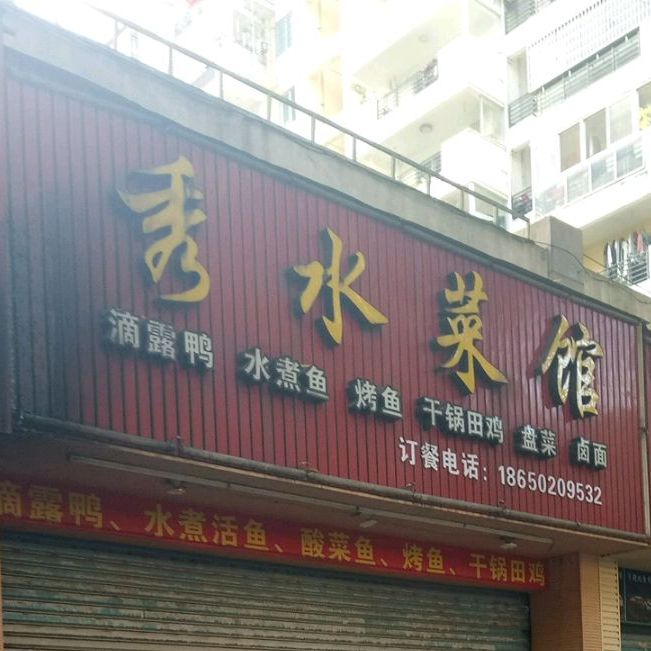 秀水菜馆
滴露鸭 水煮鱼 烤鱼 干锅田鸡 盘菜 卤面
订餐电话：18650209532
滴露鸭、水煮活鱼、酸菜鱼、烤鱼、干锅田鸡